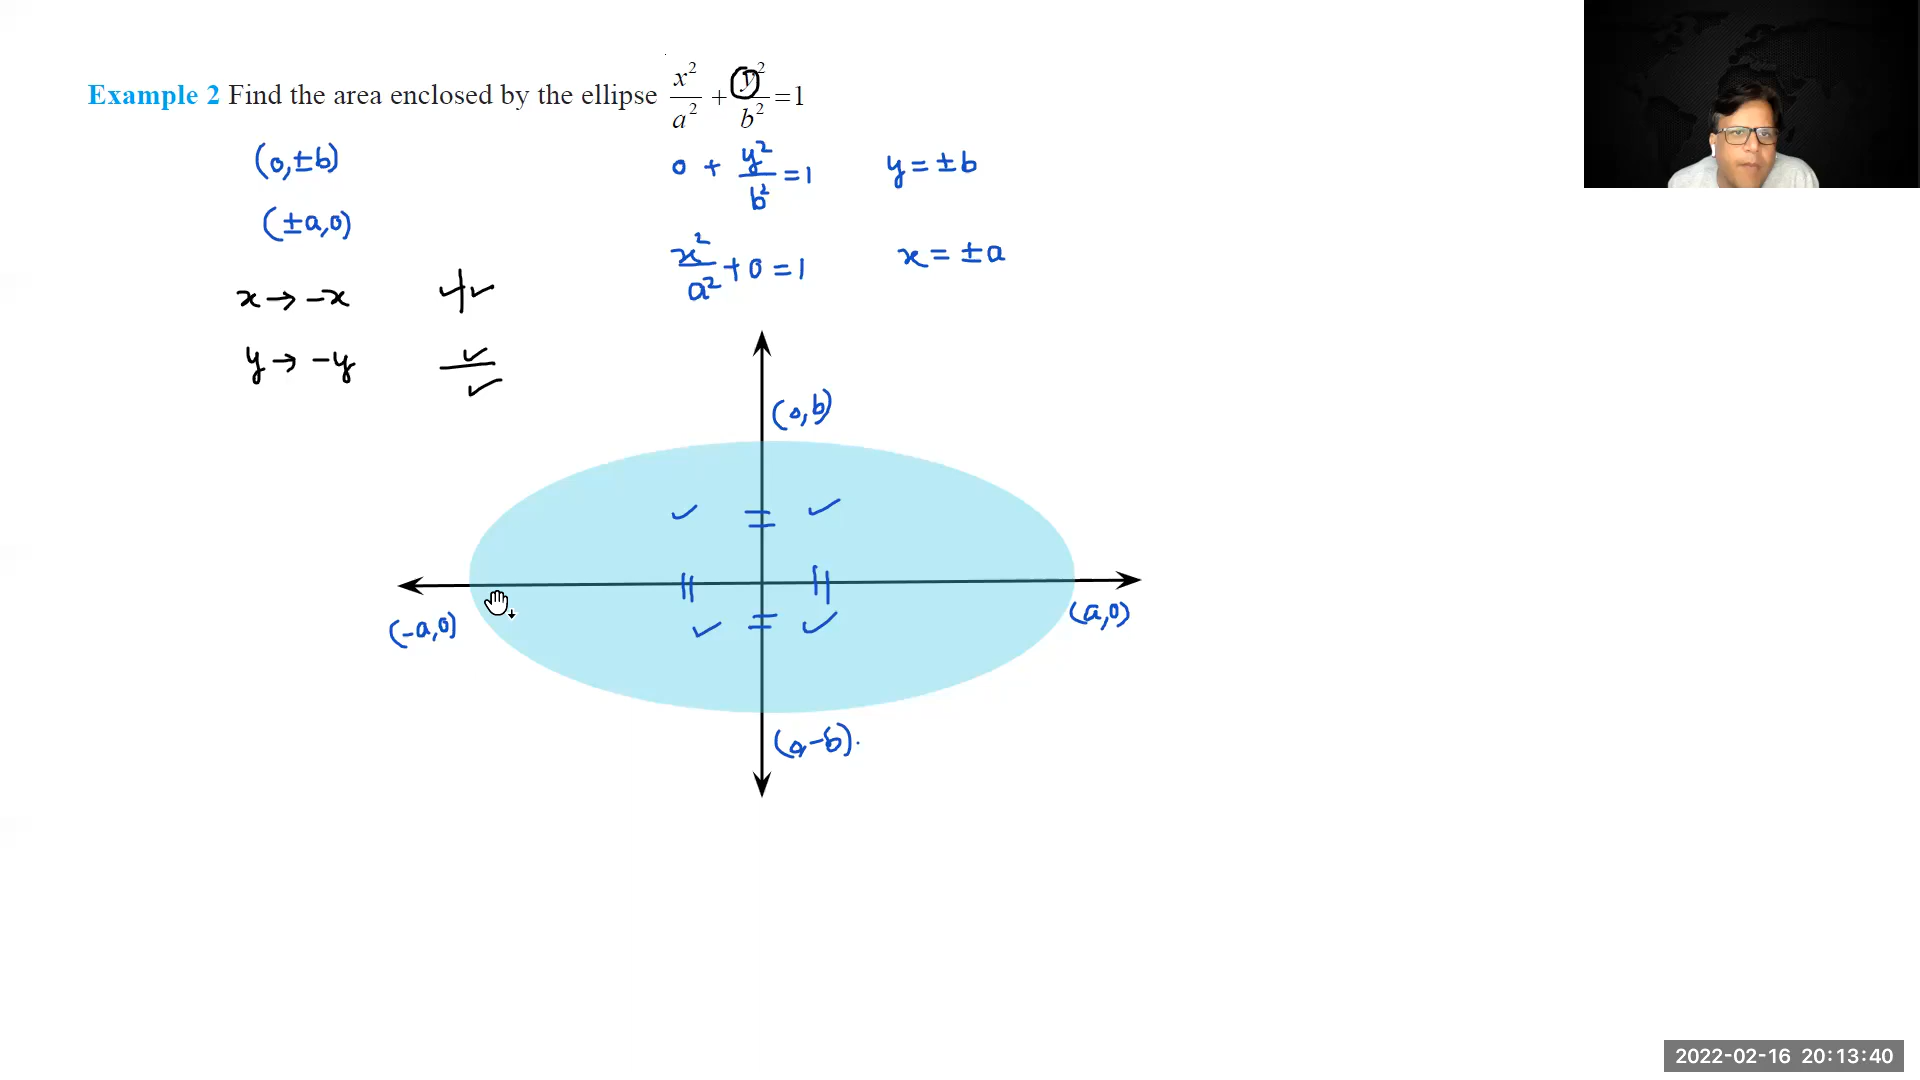 Example 2 Find the area enclosed by the ellipse x²/a² + y²/b² = 1
(0, ±b)
0 + y²/b² = 1
y = ±b
(±a, 0)
x²/a² + 0 = 1
x = ±a
x → -x
y → -y
(0, b)
(-a, 0)
(a, 0)
(0, -b).
2022-02-16 20:13:40